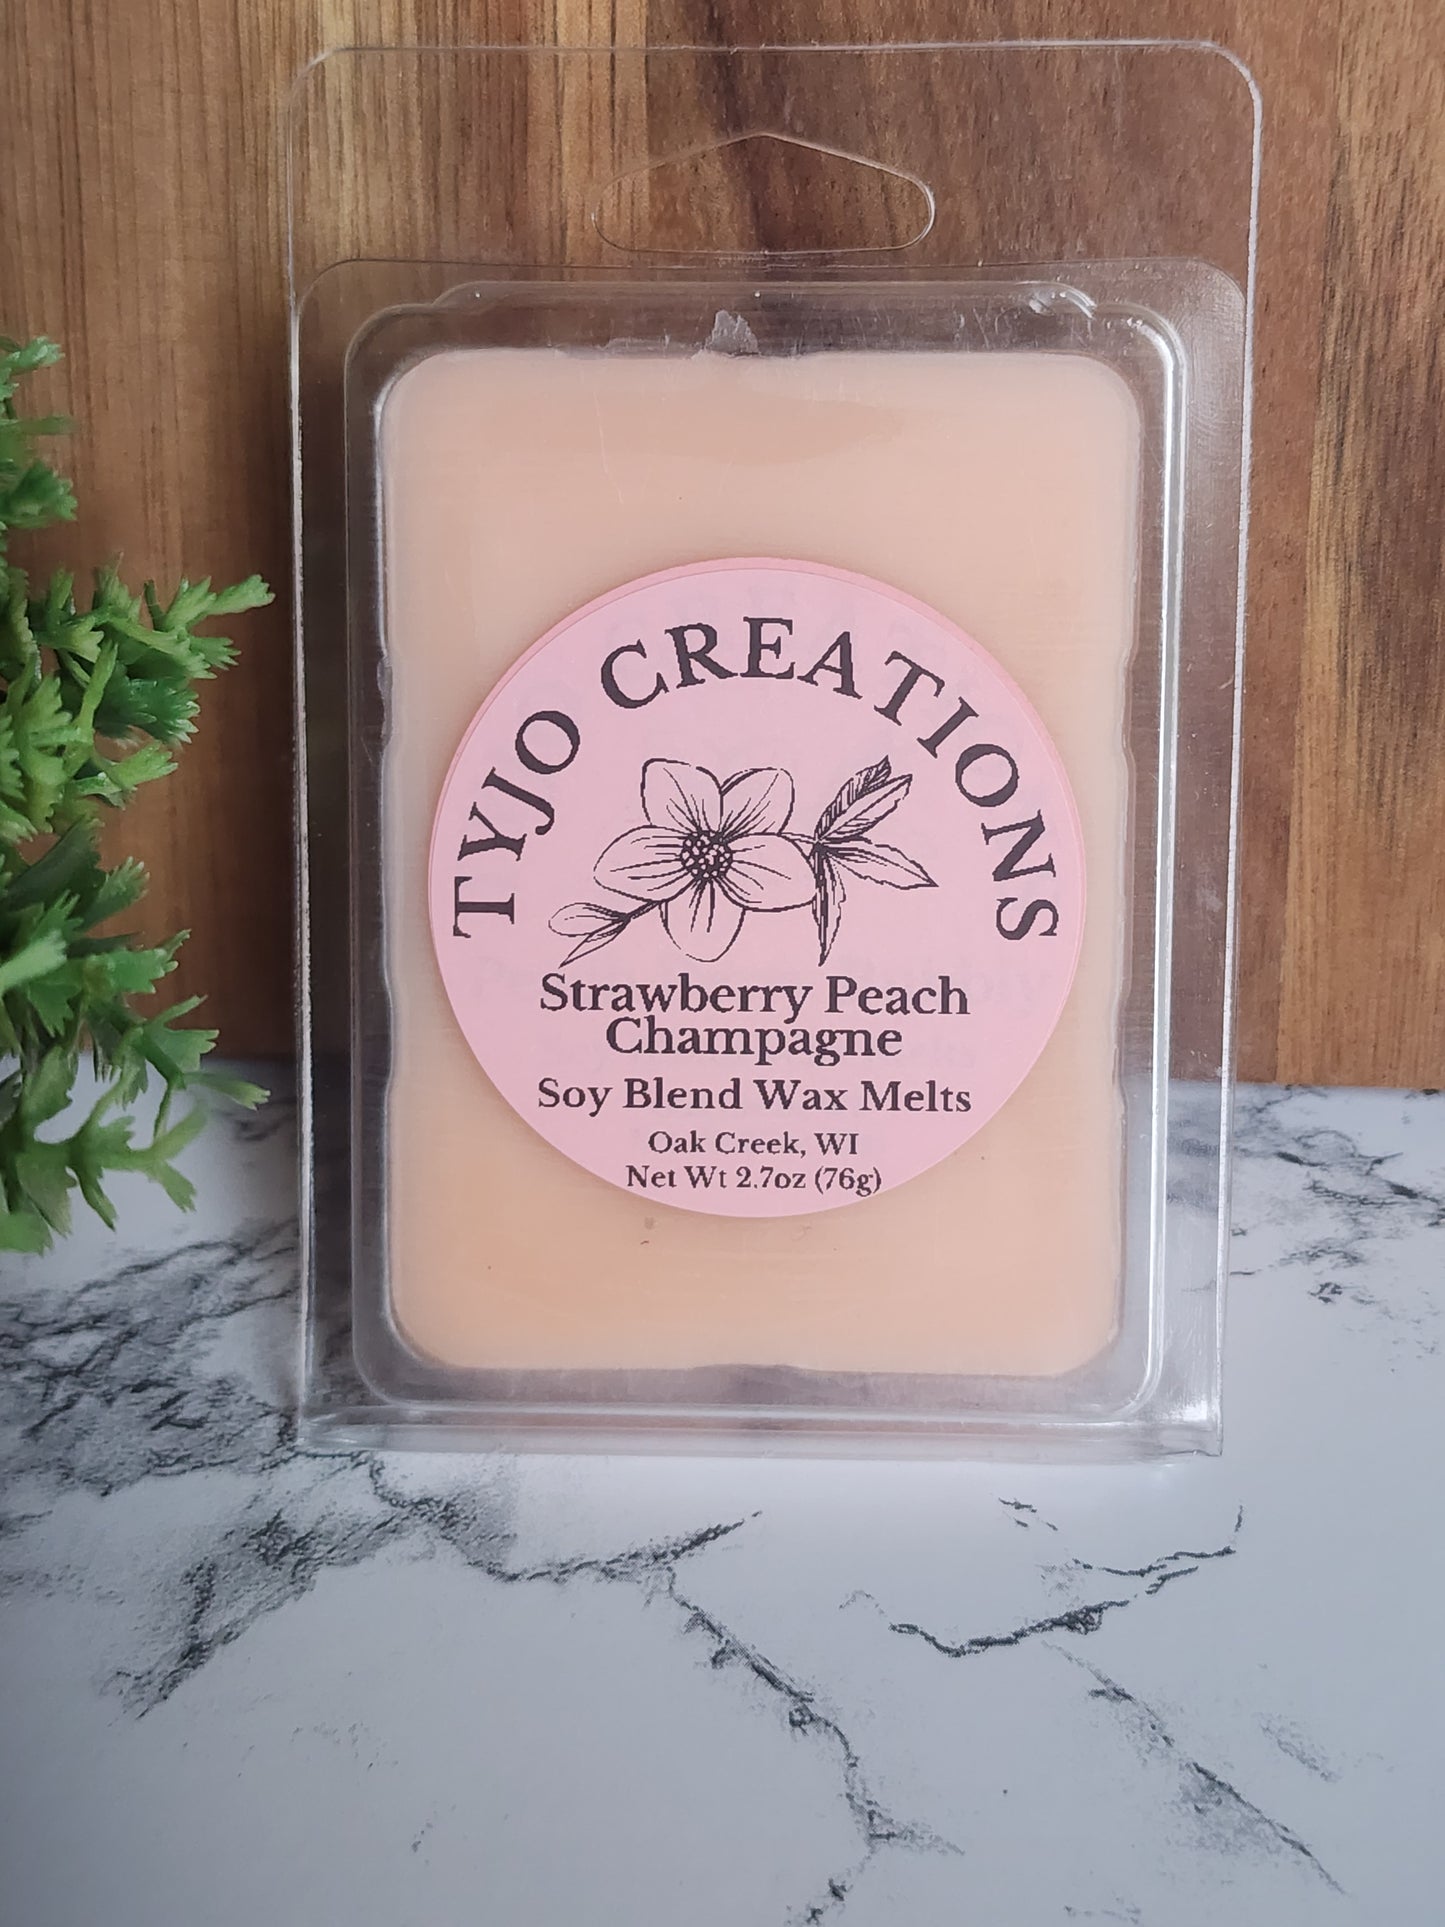 TYJO CREATIONS
Strawberry Peach
Champagne
Soy Blend Wax Melts
Oak Creek, WI
Net Wt 2.7oz (76g)